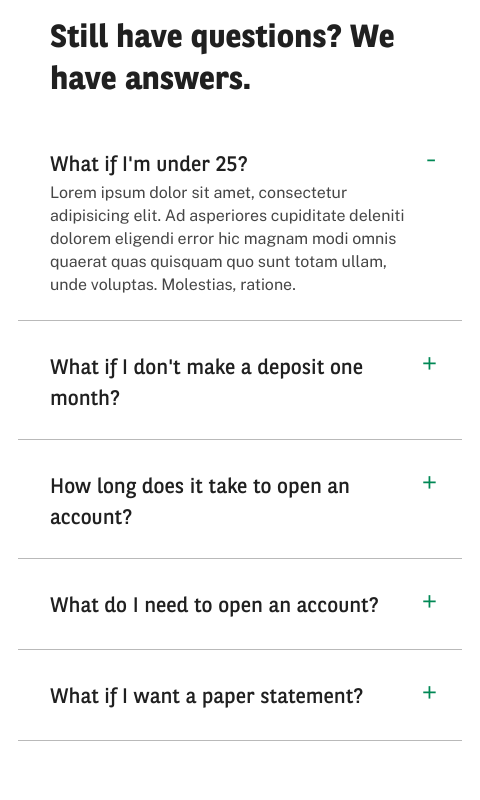 Still have questions? We
have answers.
What if I'm under 25?
-
Lorem ipsum dolor sit amet, consectetur
adipisicing elit. Ad asperiores cupiditate deleniti
dolorem eligendi error hic magnam modi omnis
quaerat quas quisquam quo sunt totam ullam,
unde voluptas. Molestias, ratione.
What if I don't make a deposit one
+
month?
How long does it take to open an
+
account?
What do I need to open an account?
+
What if I want a paper statement?
+